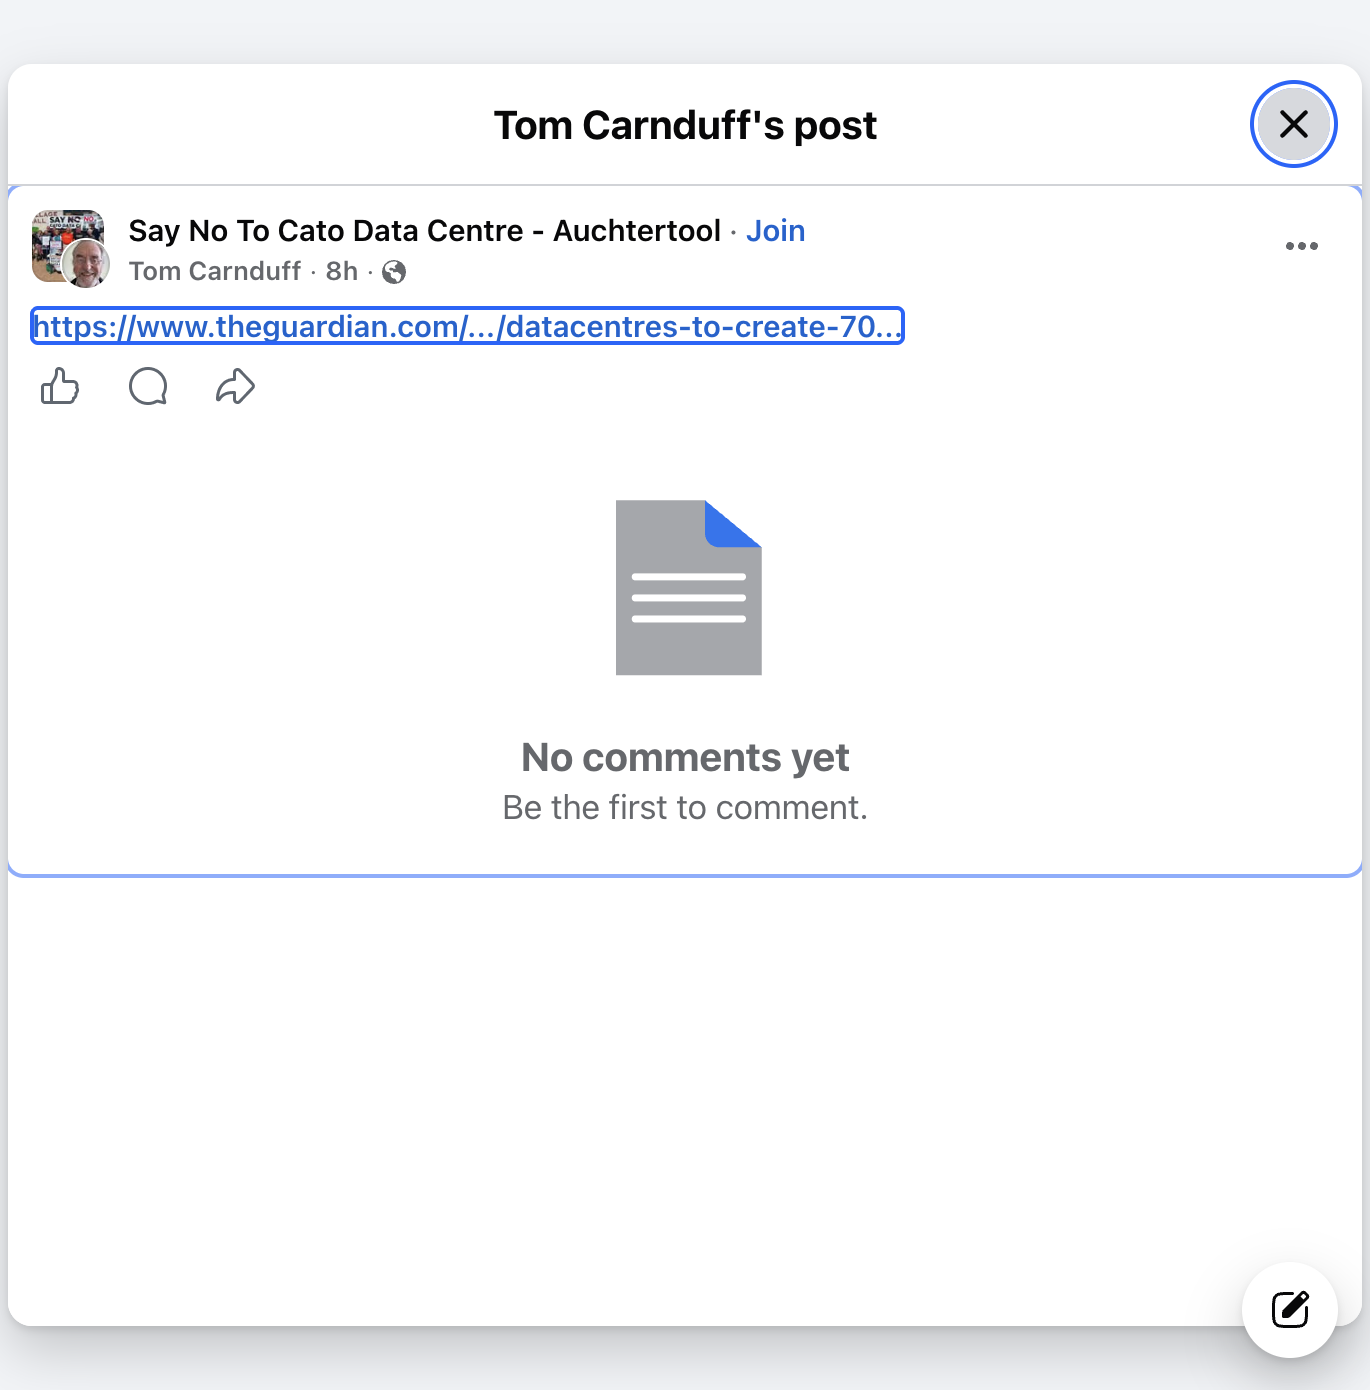 Tom Carnduff's post
Say No To Cato Data Centre - Auchtertool · Join
Tom Carnduff · 8h ·
https://www.theguardian.com/.../datacentres-to-create-70...
No comments yet
Be the first to comment.